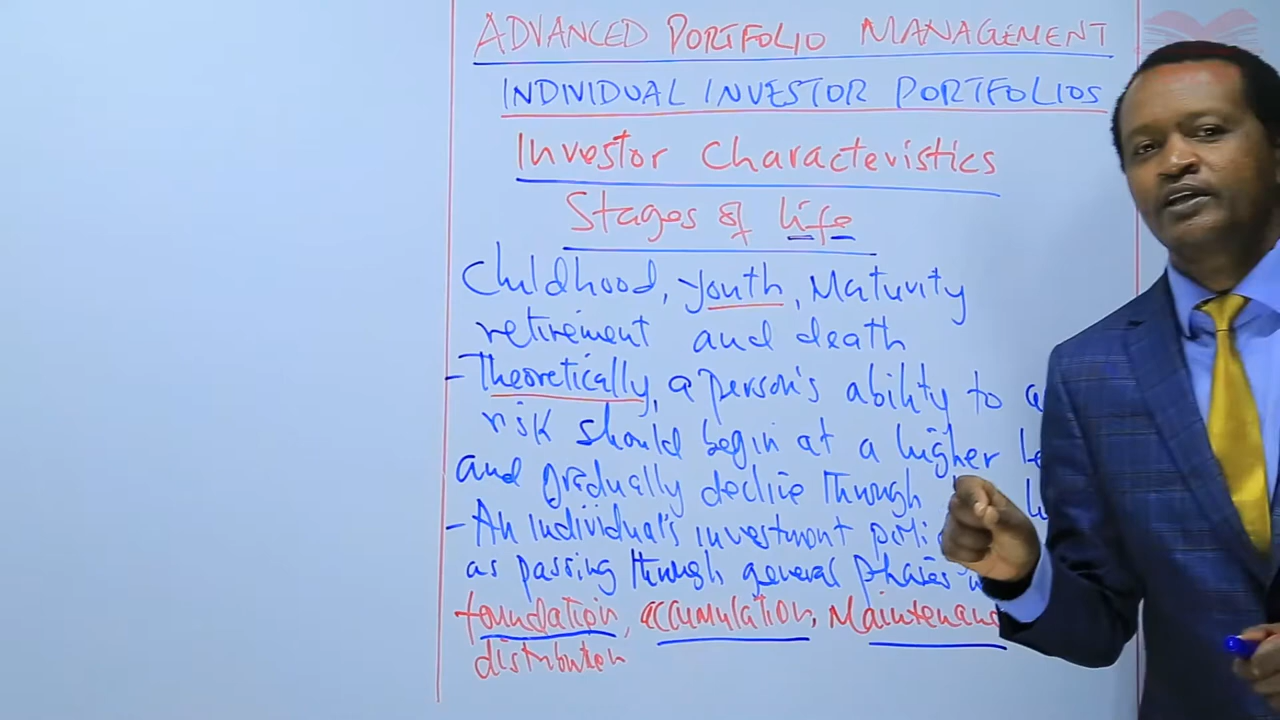 ADVANCED PORTFOLIO MANAGEMENT
INDIVIDUAL INVESTOR PORTFOLIOS
Investor Characteristics
Stages of life
Childhood, youth, Maturity
retirement and death
- Theoretically, a person's ability to
risk should begin at a higher
and gradually decline through
- An individual's investment
as passing through general phases
foundation, accumulation, Maintenanc
distribution